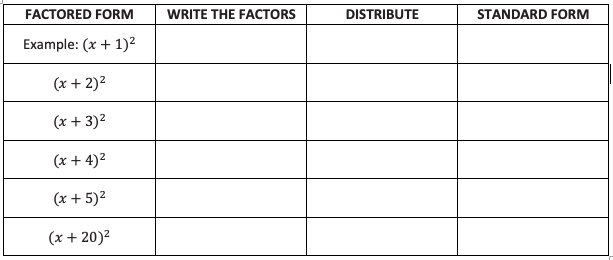 FACTORED FORM WRITE THE FACTORS DISTRIBUTE STANDARD FORM
Example: (x + 1)²
(x + 2)²
(x + 3)²
(x + 4)²
(x + 5)²
(x + 20)²